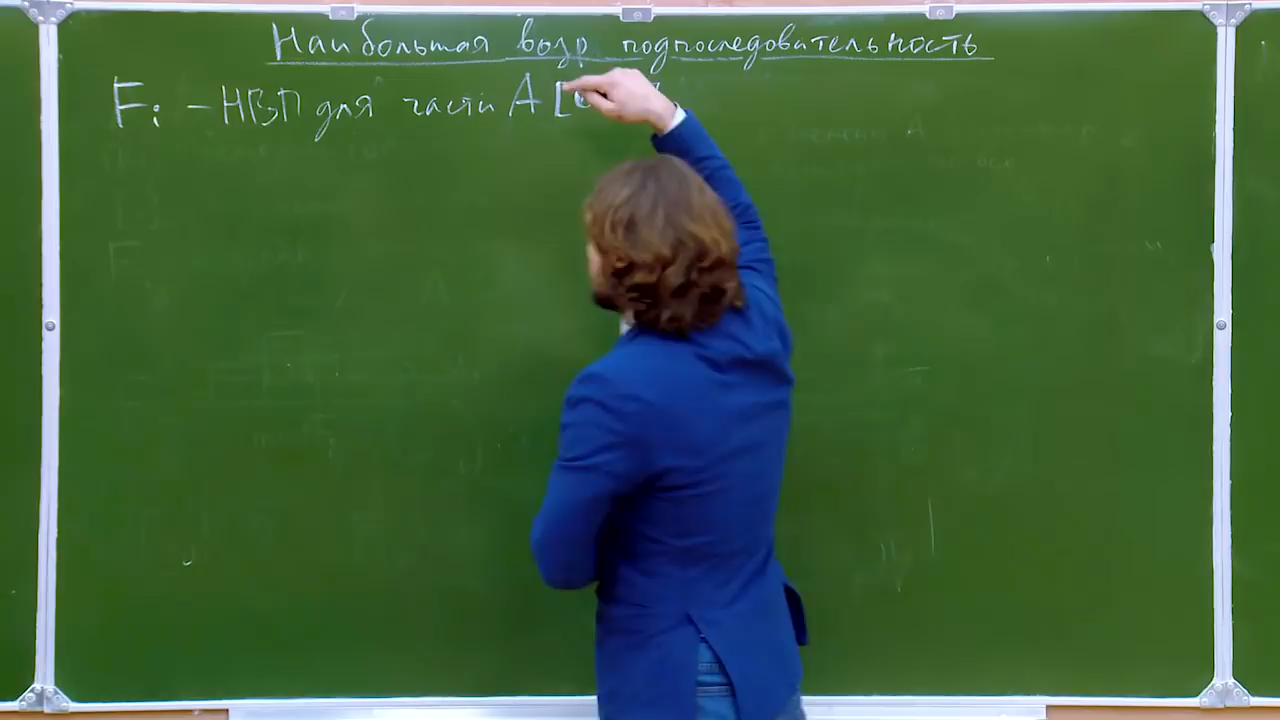 Наибольшая возр подпоследовательность
Fi - НВП для части A [